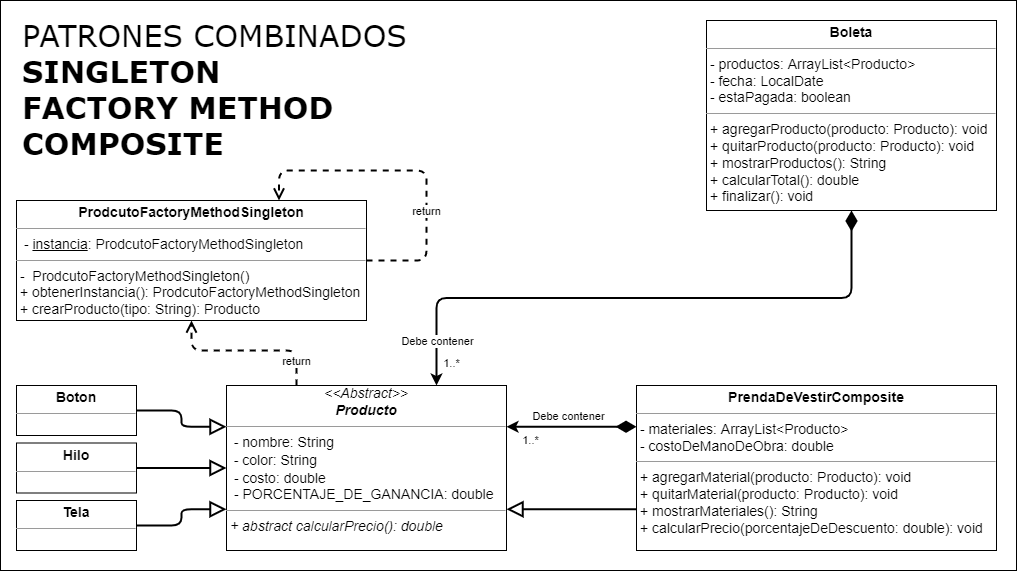 PATRONES COMBINADOS
SINGLETON
FACTORY METHOD
COMPOSITE
Boleta
- productos: ArrayList<Producto>
- fecha: LocalDate
- estaPagada: boolean
+ agregarProducto(producto: Producto): void
+ quitarProducto(producto: Producto): void
+ mostrarProductos(): String
+ calcularTotal(): double
+ finalizar(): void
ProdcutoFactoryMethodSingleton
- instancia: ProdcutoFactoryMethodSingleton
- ProdcutoFactoryMethodSingleton()
+ obtenerInstancia(): ProdcutoFactoryMethodSingleton
+ crearProducto(tipo: String): Producto
return
return
Debe contener
1..*
Boton
Hilo
Tela
<<Abstract>>
Producto
- nombre: String
- color: String
- costo: double
- PORCENTAJE_DE_GANANCIA: double
+ abstract calcularPrecio(): double
Debe contener
1..*
PrendaDeVestirComposite
- materiales: ArrayList<Producto>
- costoDeManoDeObra: double
+ agregarMaterial(producto: Producto): void
+ quitarMaterial(producto: Producto): void
+ mostrarMateriales(): String
+ calcularPrecio(porcentajeDeDescuento: double): void